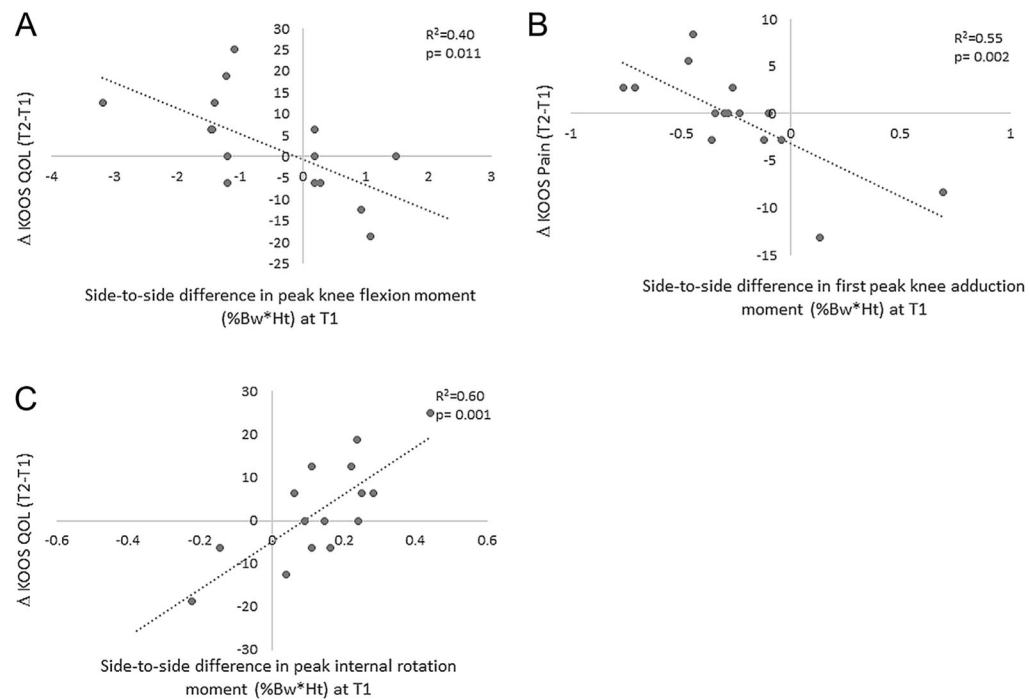 A
Δ KOOS QOL (T2-T1)
30
25
20
15
10
5
0
-5
-10
-15
-20
-25
-4 -3 -2 -1 0 1 2 3
R²=0.40
p= 0.011
Side-to-side difference in peak knee flexion moment
(%Bw*Ht) at T1
B
Δ KOOS Pain (T2-T1)
10
5
0
-5
-10
-15
-1 -0.5 0 0.5 1
R²=0.55
p= 0.002
Side-to-side difference in first peak knee adduction
moment (%Bw*Ht) at T1
C
Δ KOOS QOL (T2-T1)
30
20
10
0
-10
-20
-30
-0.6 -0.4 -0.2 0 0.2 0.4 0.6
R²=0.60
p= 0.001
Side-to-side difference in peak internal rotation
moment (%Bw*Ht) at T1